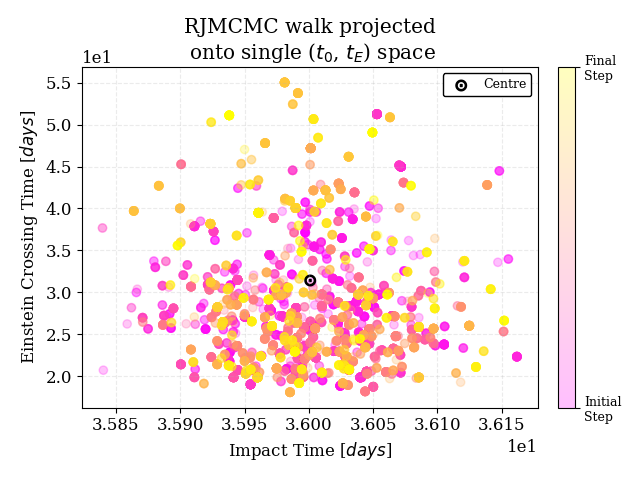 RJMCMC walk projected
onto single (t₀, t_E) space
1e1
5.5
5.0
4.5
4.0
3.5
3.0
2.5
2.0
Einstein Crossing Time [days]
3.585 3.590 3.595 3.600 3.605 3.610 3.615
1e1
Impact Time [days]
Centre
Final
Step
Initial
Step